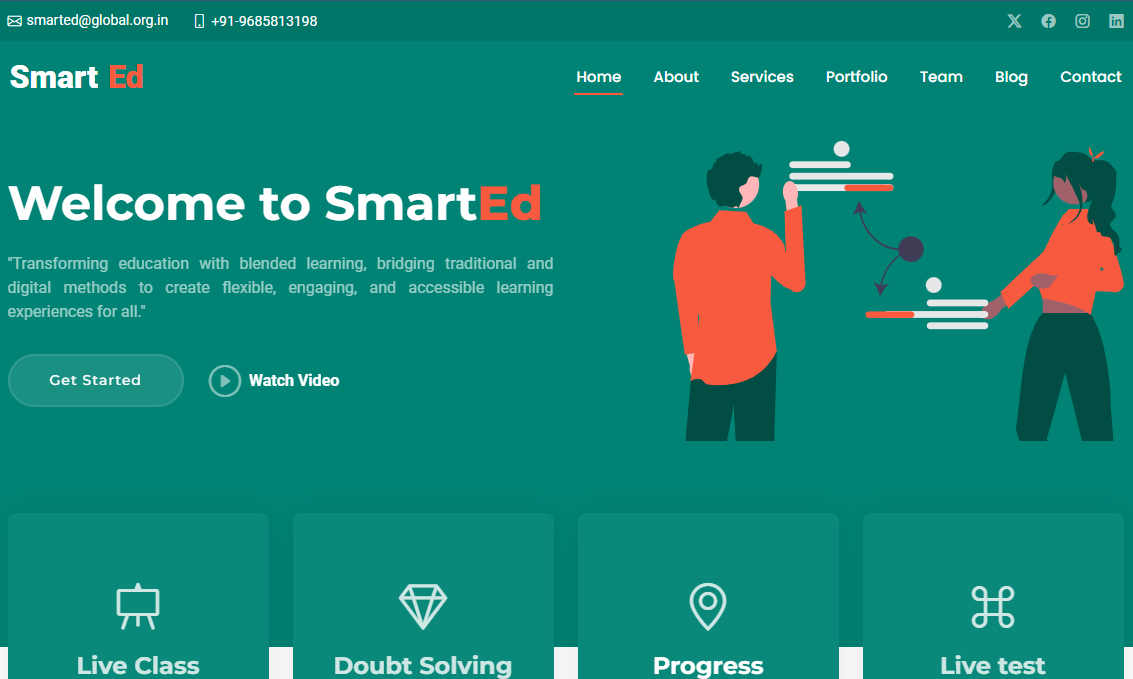 smarted@global.org.in +91-9685813198
Smart Ed
Home About Services Portfolio Team Blog Contact
Welcome to SmartEd
"Transforming education with blended learning, bridging traditional and
digital methods to create flexible, engaging, and accessible learning
experiences for all."
Get Started Watch Video
Live Class Doubt Solving Progress Live test